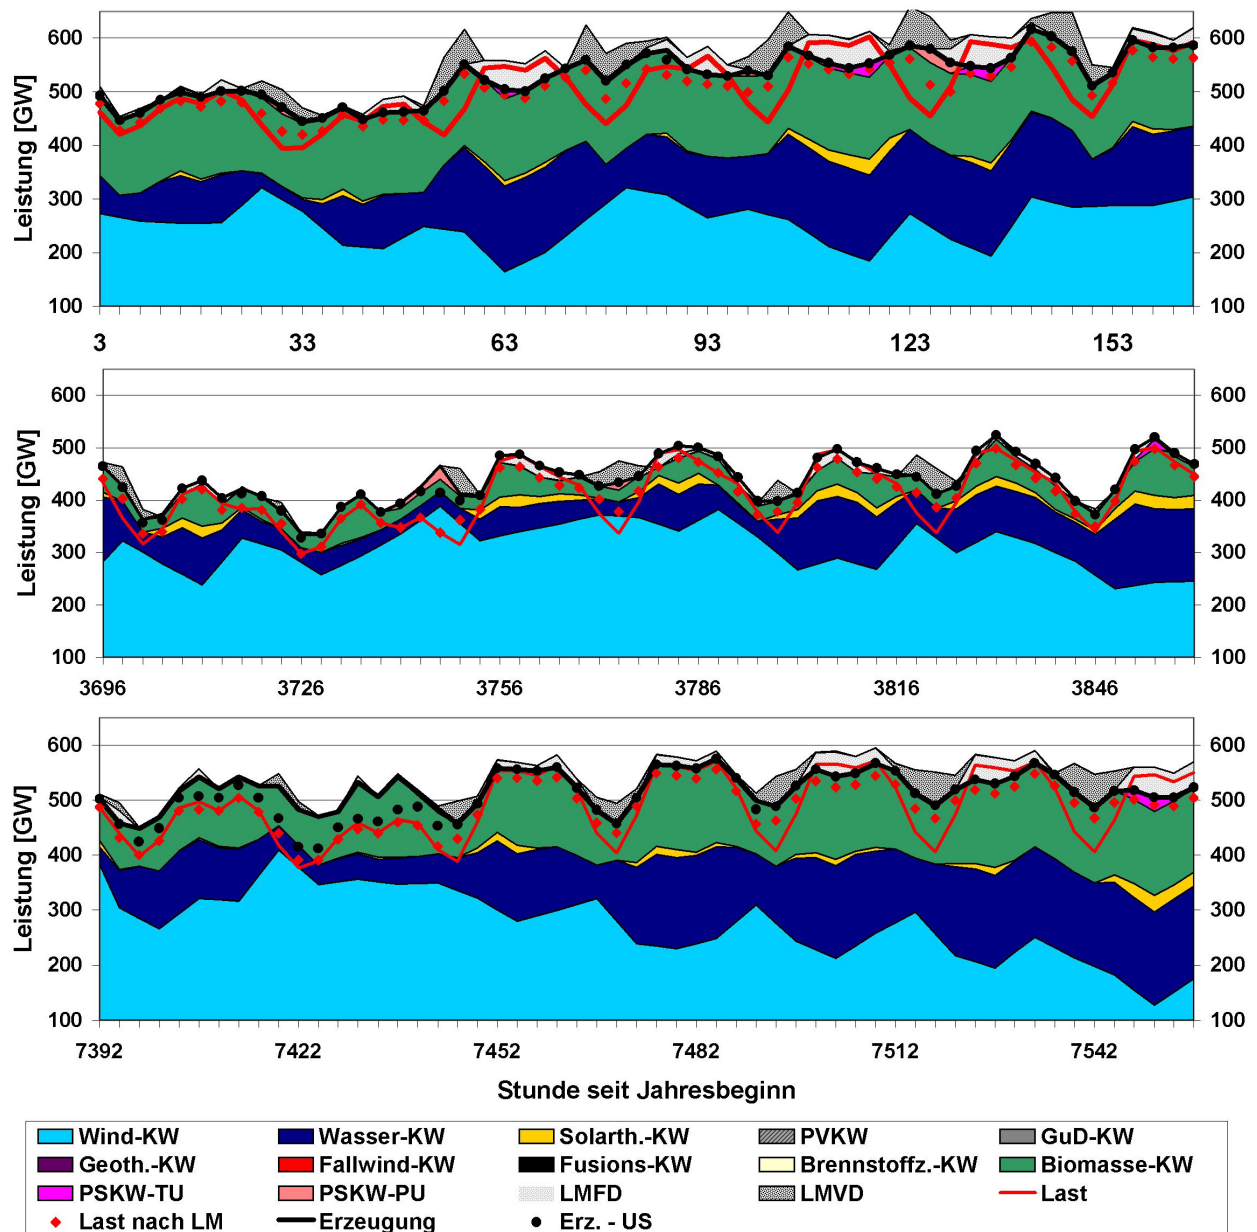 Leistung [GW]
600 600
500 500
400 400
300 300
200 200
100 100
3 33 63 93 123 153
Leistung [GW]
600 600
500 500
400 400
300 300
200 200
100 100
3696 3726 3756 3786 3816 3846
Leistung [GW]
600 600
500 500
400 400
300 300
200 200
100 100
7392 7422 7452 7482 7512 7542
Stunde seit Jahresbeginn
Wind-KW Wasser-KW Solarth.-KW PVKW GuD-KW
Geoth.-KW Fallwind-KW Fusions-KW Brennstoffz.-KW Biomasse-KW
PSKW-TU PSKW-PU LMFD LMVD Last
Last nach LM Erzeugung Erz. - US